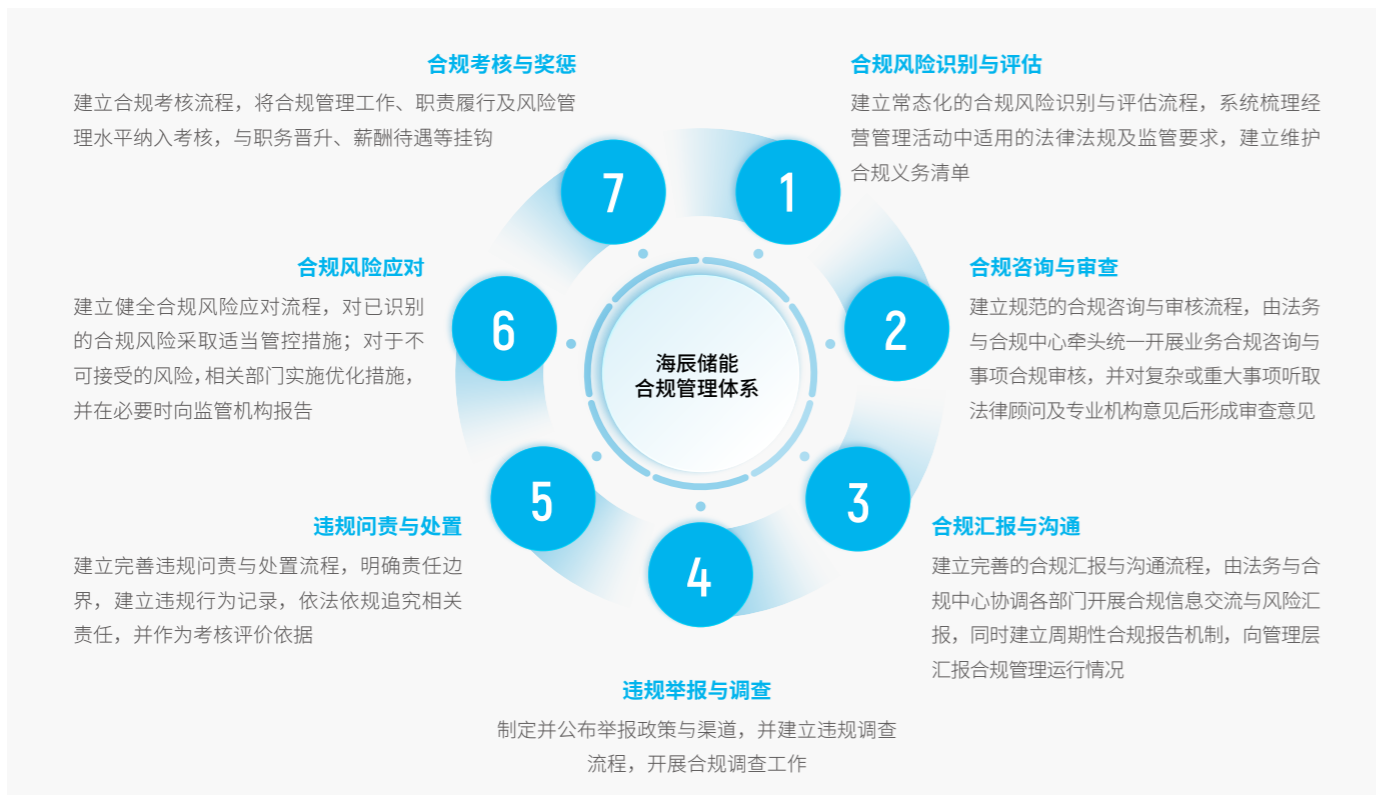 海辰储能
合规管理体系
1
合规风险识别与评估
建立常态化的合规风险识别与评估流程，系统梳理经
营管理活动中适用的法律法规及监管要求，建立维护
合规义务清单
2
合规咨询与审查
建立规范的合规咨询与审核流程，由法务
与合规中心牵头统一开展业务合规咨询与
事项合规审核，并对复杂或重大事项听取
法律顾问及专业机构意见后形成审查意见
3
合规汇报与沟通
建立完善的合规汇报与沟通流程，由法务与合
规中心协调各部门开展合规信息交流与风险汇
报，同时建立周期性合规报告机制，向管理层
汇报合规管理运行情况
4
违规举报与调查
制定并公布举报政策与渠道，并建立违规调查
流程，开展合规调查工作
5
违规问责与处置
建立完善违规问责与处置流程，明确责任边
界，建立违规行为记录，依法依规追究相关
责任，并作为考核评价依据
6
合规风险应对
建立健全合规风险应对流程，对已识别
的合规风险采取适当管控措施；对于不
可接受的风险，相关部门实施优化措施，
并在必要时向监管机构报告
7
合规考核与奖惩
建立合规考核流程，将合规管理工作、职责履行及风险管
理水平纳入考核，与职务晋升、薪酬待遇等挂钩